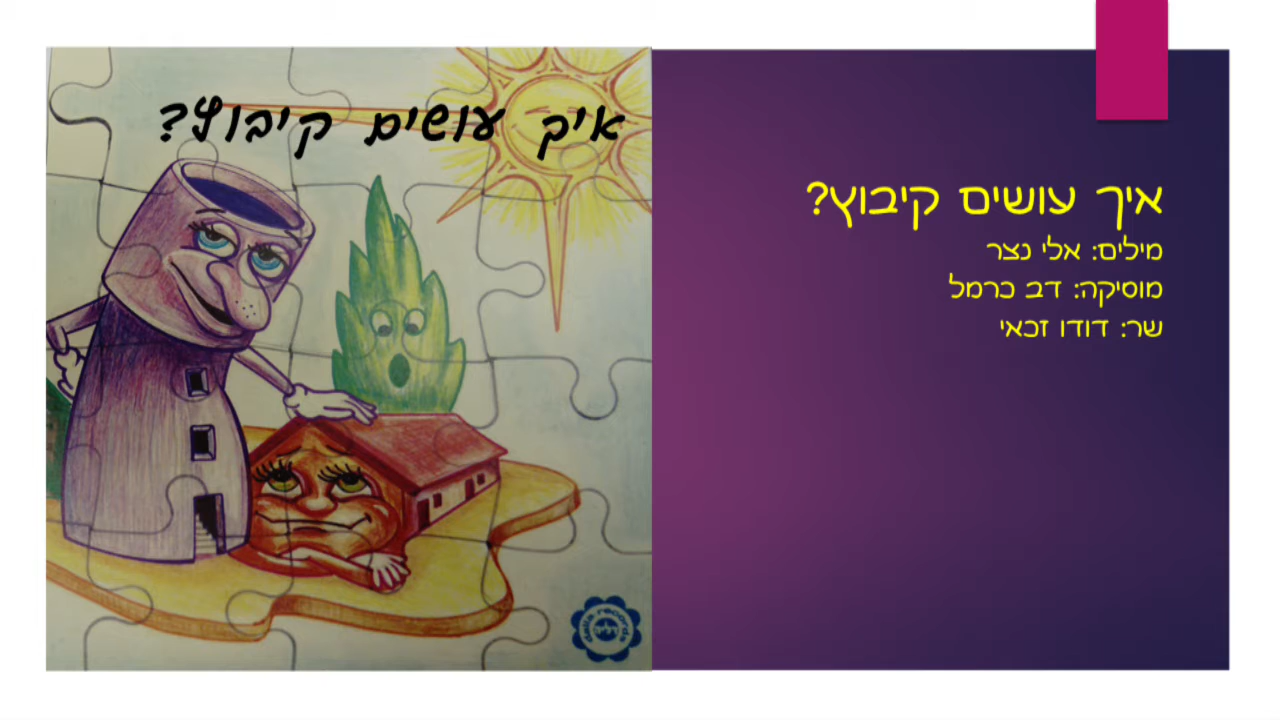 איך עושים קיבוץ?
איך עושים קיבוץ?
מילים: אלי נצר
מוסיקה: דב כרמל
שר: דודו זכאי